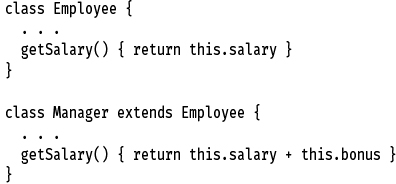 class Employee {
  . . .
  getSalary() { return this.salary }
}

class Manager extends Employee {
  . . .
  getSalary() { return this.salary + this.bonus }
}